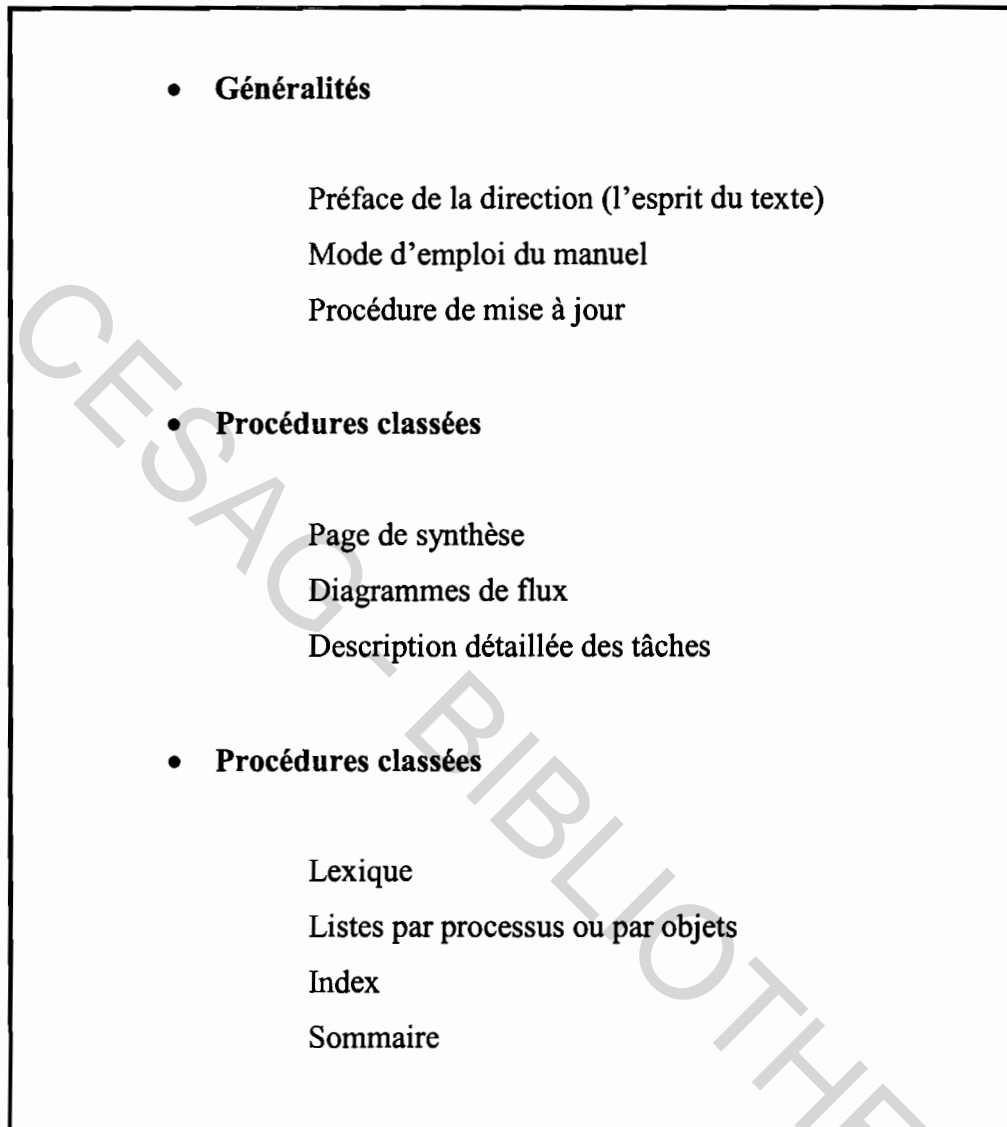 • Généralités
Préface de la direction (l'esprit du texte)
Mode d'emploi du manuel
Procédure de mise à jour
• Procédures classées
Page de synthèse
Diagrammes de flux
Description détaillée des tâches
• Procédures classées
Lexique
Listes par processus ou par objets
Index
Sommaire
CESAG - BIBLIOTHE